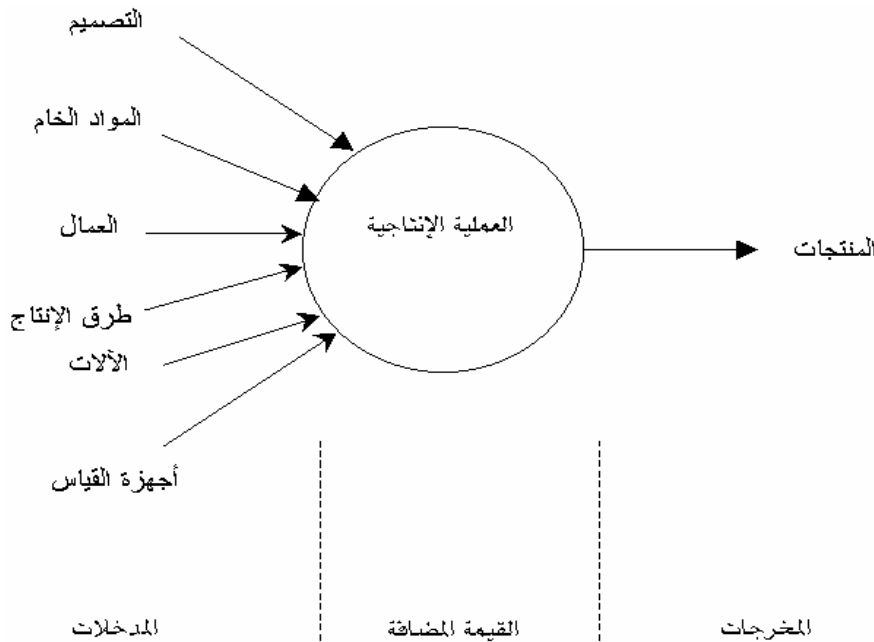 التصميم
المواد الخام
العمال
طرق الإنتاج
الآلات
أجهزة القياس
العملية الإنتاجية
المنتجات
المدخلات
القيمة المضافة
المخرجات